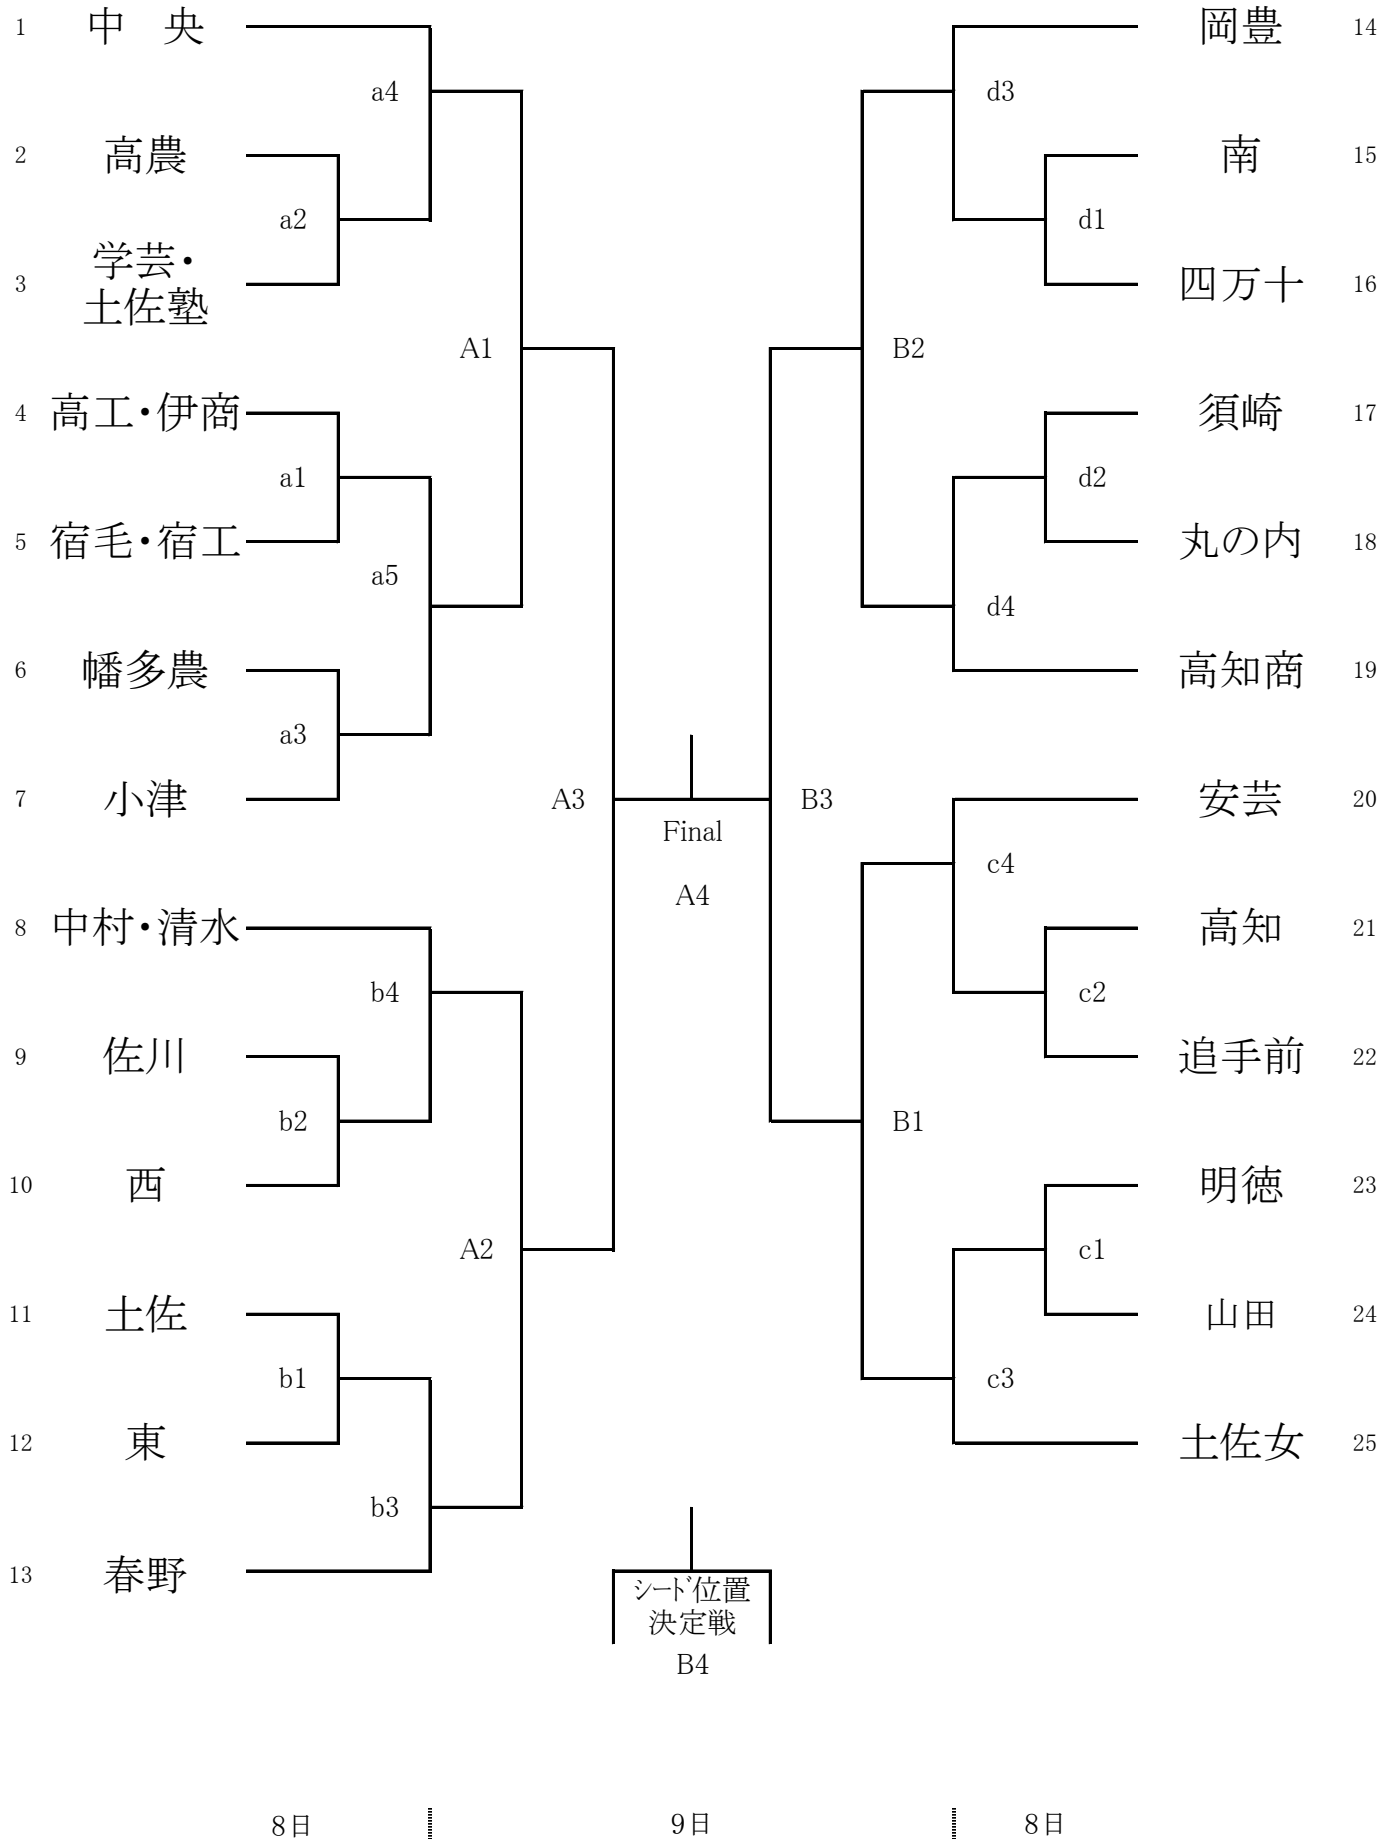 1 中 央
a4
2 高農
a2
3 学芸・
土佐塾
A1
4 高工・伊商
a1
5 宿毛・宿工
a5
6 幡多農
a3
7 小津
A3
8 中村・清水
b4
9 佐川
b2
10 西
A2
11 土佐
b1
12 東
b3
13 春野
Final
A4
シード位置
決定戦
B4
岡豊 14
d3
南 15
d1
四万十 16
B2
須崎 17
d2
丸の内 18
d4
高知商 19
B3
安芸 20
c4
高知 21
c2
追手前 22
B1
明徳 23
c1
山田 24
c3
土佐女 25
8日 9日 8日